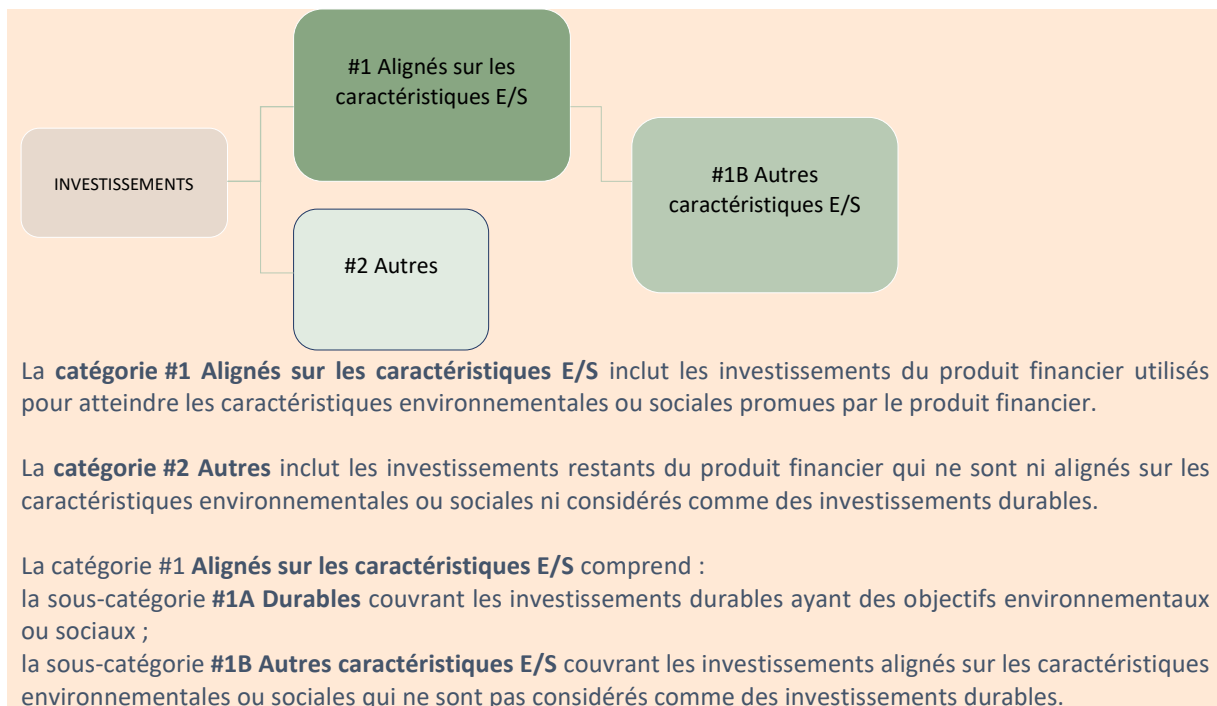 #1 Alignés sur les
caractéristiques E/S
INVESTISSEMENTS
#1B Autres
caractéristiques E/S
#2 Autres
La catégorie #1 Alignés sur les caractéristiques E/S inclut les investissements du produit financier utilisés
pour atteindre les caractéristiques environnementales ou sociales promues par le produit financier.
La catégorie #2 Autres inclut les investissements restants du produit financier qui ne sont ni alignés sur les
caractéristiques environnementales ou sociales ni considérés comme des investissements durables.
La catégorie #1 Alignés sur les caractéristiques E/S comprend :
la sous-catégorie #1A Durables couvrant les investissements durables ayant des objectifs environnementaux
ou sociaux ;
la sous-catégorie #1B Autres caractéristiques E/S couvrant les investissements alignés sur les caractéristiques
environnementales ou sociales qui ne sont pas considérés comme des investissements durables.